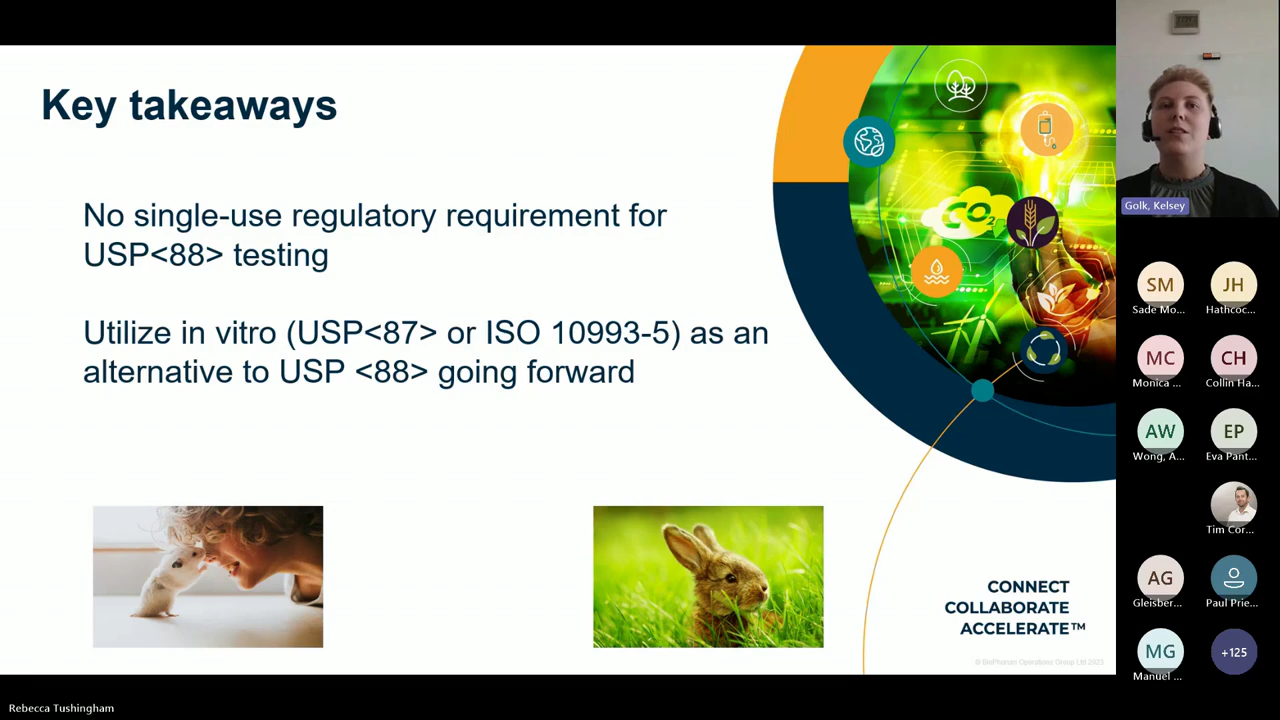 Key takeaways
No single-use regulatory requirement for
USP<88> testing
Utilize in vitro (USP<87> or ISO 10993-5) as an
alternative to USP <88> going forward
CO₂
CONNECT
COLLABORATE
ACCELERATE™
© BioPhorum Operations Group Ltd 2023
Golk, Kelsey
SM
Sade Mo...
JH
Hathcoc...
MC
Monica ...
CH
Collin Ha...
AW
Wong, A...
EP
Eva Pant...
Tim Cor...
AG
Gleisber...
Paul Prie...
MG
Manuel ...
+125
Rebecca Tushingham